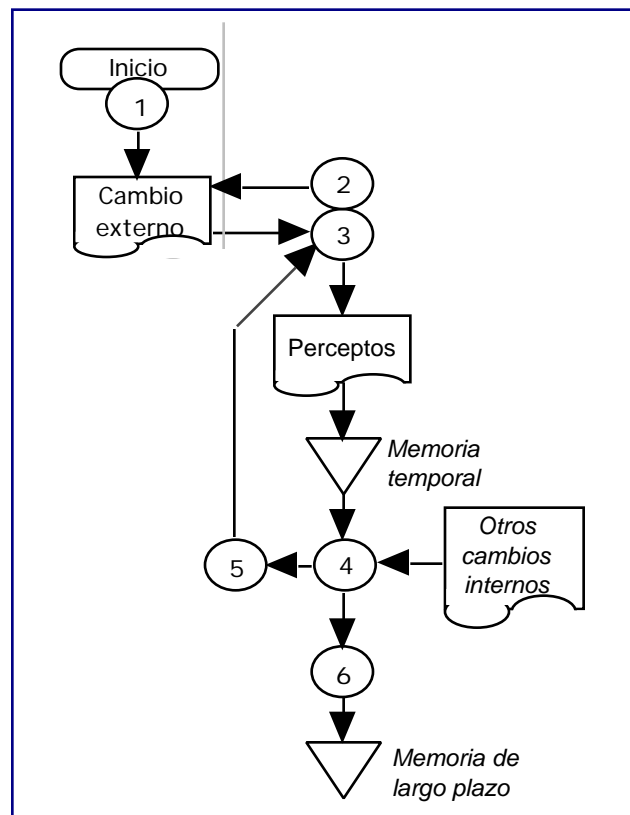 Inicio
1
Cambio
externo
2
3
Perceptos
Memoria
temporal
Otros
cambios
internos
5
4
6
Memoria de
largo plazo